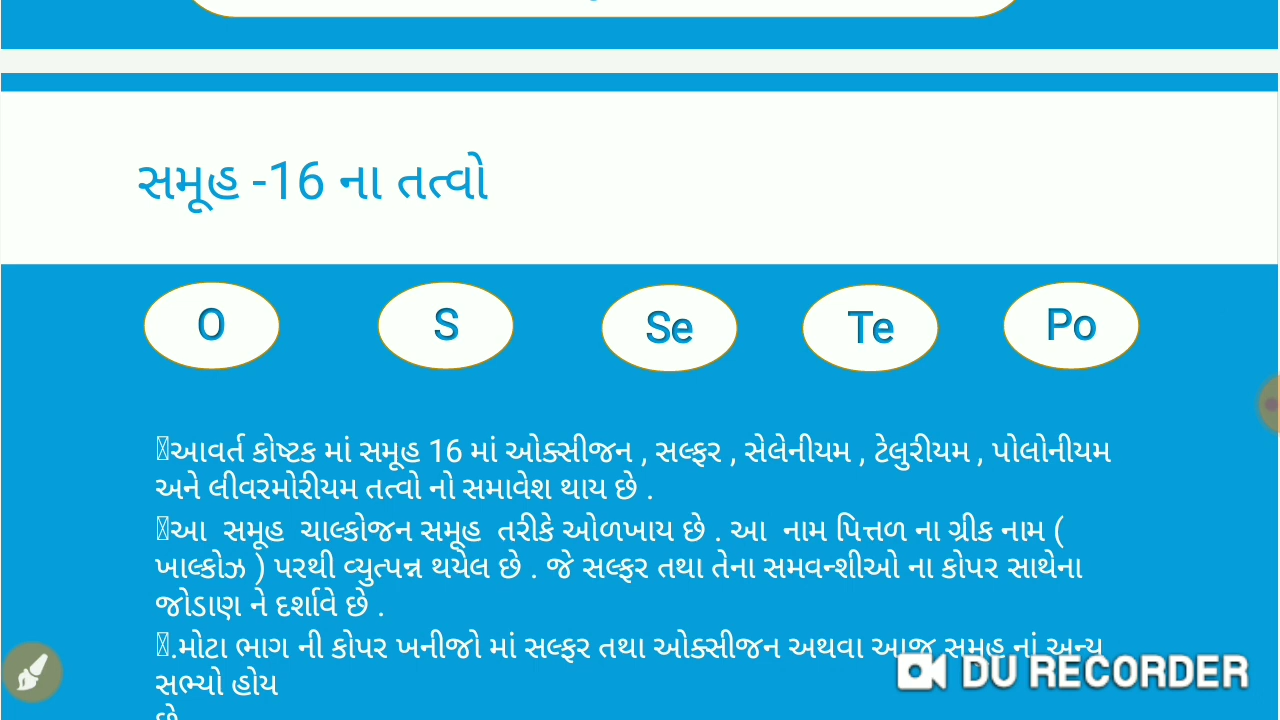 સમૂહ -16 ના તત્વો
O S Se Te Po
આવર્ત કોષ્ટક માં સમૂહ 16 માં ઓક્સીજન , સલ્ફર , સેલેનીયમ , ટેલુરીયમ , પોલોનીયમ
અને લીવરમોરીયમ તત્વો નો સમાવેશ થાય છે .
આ સમૂહ ચાલ્કોજન સમૂહ તરીકે ઓળખાય છે . આ નામ પિત્તળ ના ગ્રીક નામ (
ખાલ્કોઝ ) પરથી વ્યુત્પન્ન થયેલ છે . જે સલ્ફર તથા તેના સમવન્શીઓ ના કોપર સાથેના
જોડાણ ને દર્શાવે છે .
.મોટા ભાગ ની કોપર ખનીજો માં સલ્ફર તથા ઓક્સીજન અથવા આજ સમૂહ નાં અન્ય
સભ્યો હોય
DU RECORDER